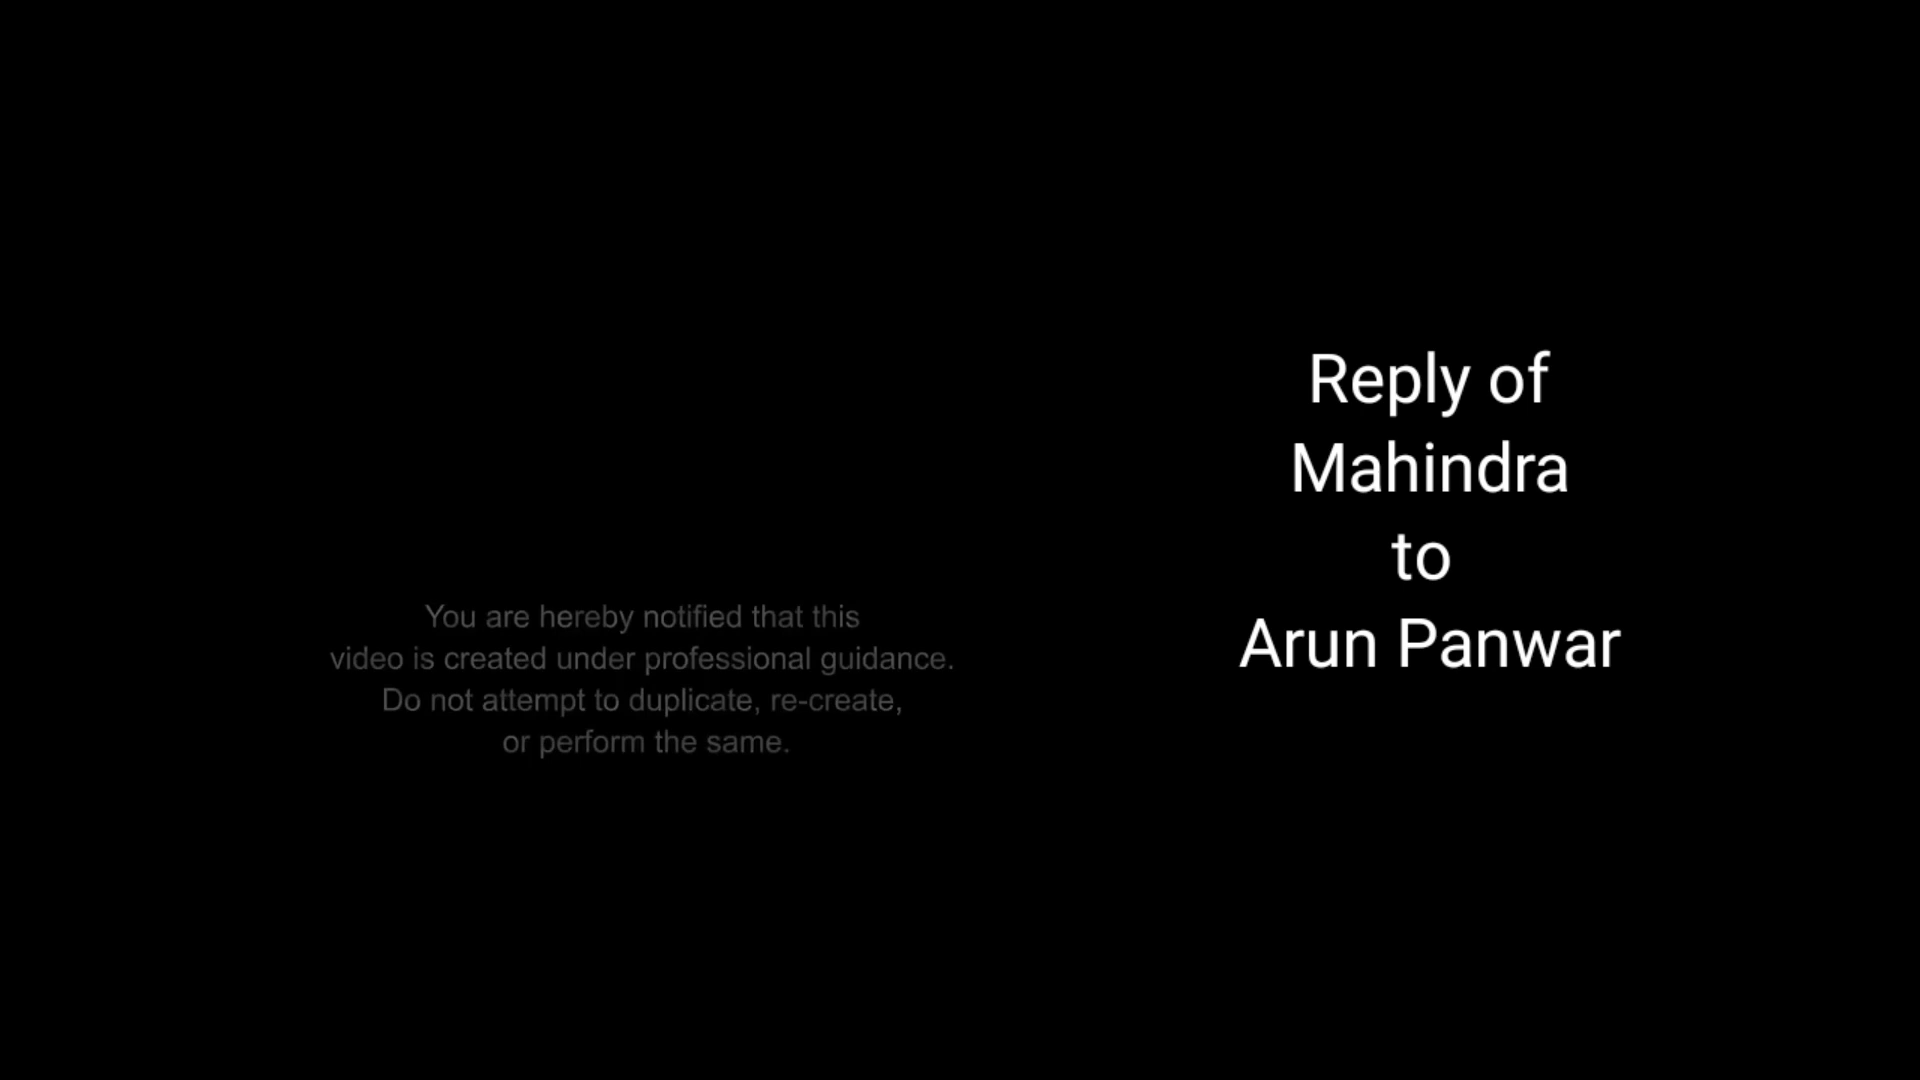 You are hereby notified that this
video is created under professional guidance.
Do not attempt to duplicate, re-create,
or perform the same.
Reply of
Mahindra
to
Arun Panwar